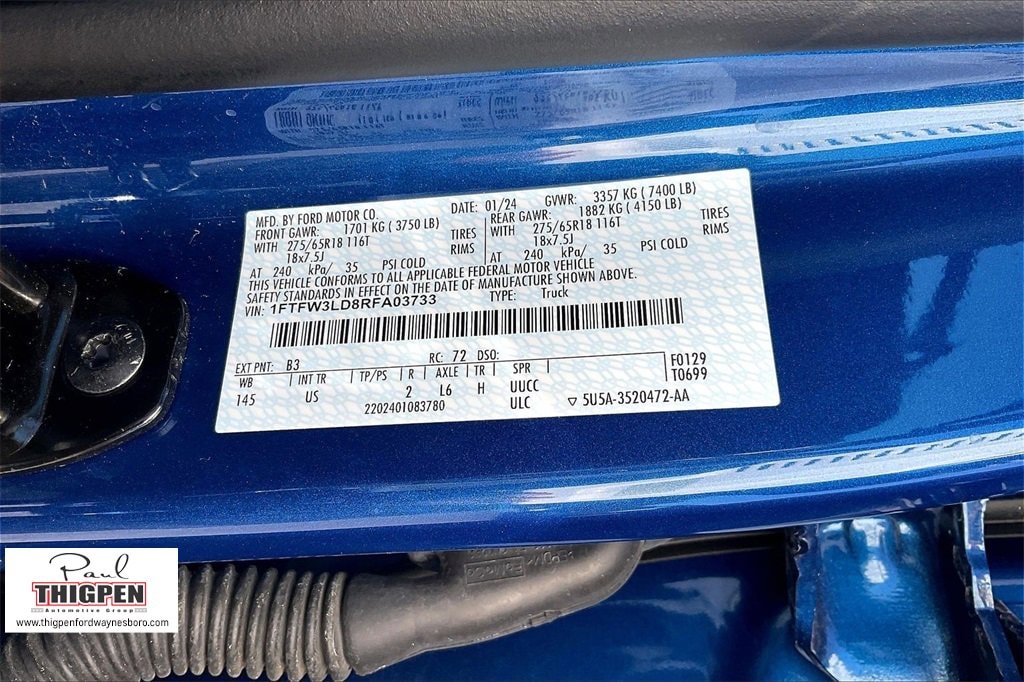 MFD. BY FORD MOTOR CO. DATE: 01/24 GVWR: 3357 KG ( 7400 LB)
FRONT GAWR: 1701 KG ( 3750 LB) REAR GAWR: 1882 KG ( 4150 LB)
WITH 275/65R18 116T TIRES WITH 275/65R18 116T TIRES
18x7.5J RIMS 18x7.5J RIMS
AT 240 kPa/ 35 PSI COLD AT 240 kPa/ 35 PSI COLD
THIS VEHICLE CONFORMS TO ALL APPLICABLE FEDERAL MOTOR VEHICLE
SAFETY STANDARDS IN EFFECT ON THE DATE OF MANUFACTURE SHOWN ABOVE.
VIN: 1FTFW3LD8RFA03733 TYPE: Truck
EXT PNT: B3 RC: 72 DSO: F0129
WB INT TR TP/PS R AXLE TR SPR T0699
145 US 2 L6 H UUCC
2202401083780 ULC ▽ 5U5A-3520472-AA
Paul
THIGPEN
Automotive Group
www.thigpenfordwaynesboro.com